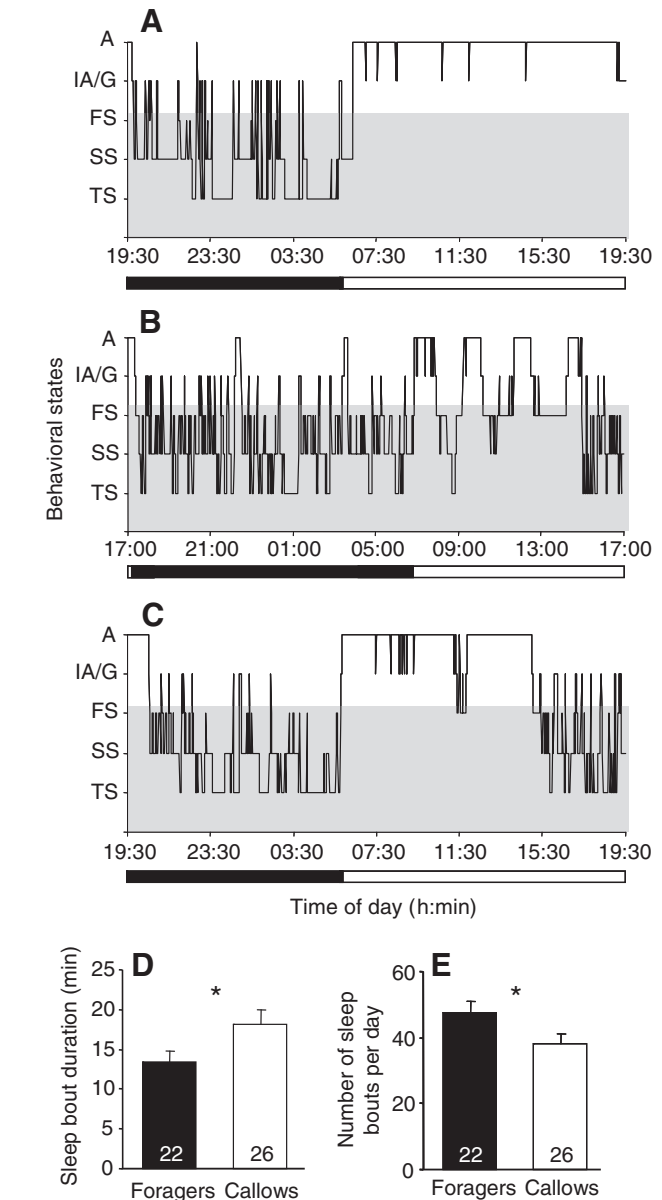 A
A
IA/G
FS
SS
TS
19:30 23:30 03:30 07:30 11:30 15:30 19:30
B
A
IA/G
FS
SS
TS
Behavioral states
17:00 21:00 01:00 05:00 09:00 13:00 17:00
C
A
IA/G
FS
SS
TS
19:30 23:30 03:30 07:30 11:30 15:30 19:30
Time of day (h:min)
D
Sleep bout duration (min)
25
20
15
10
5
0
*
22 26
Foragers Callows
E
Number of sleep
bouts per day
60
40
20
0
*
22 26
Foragers Callows